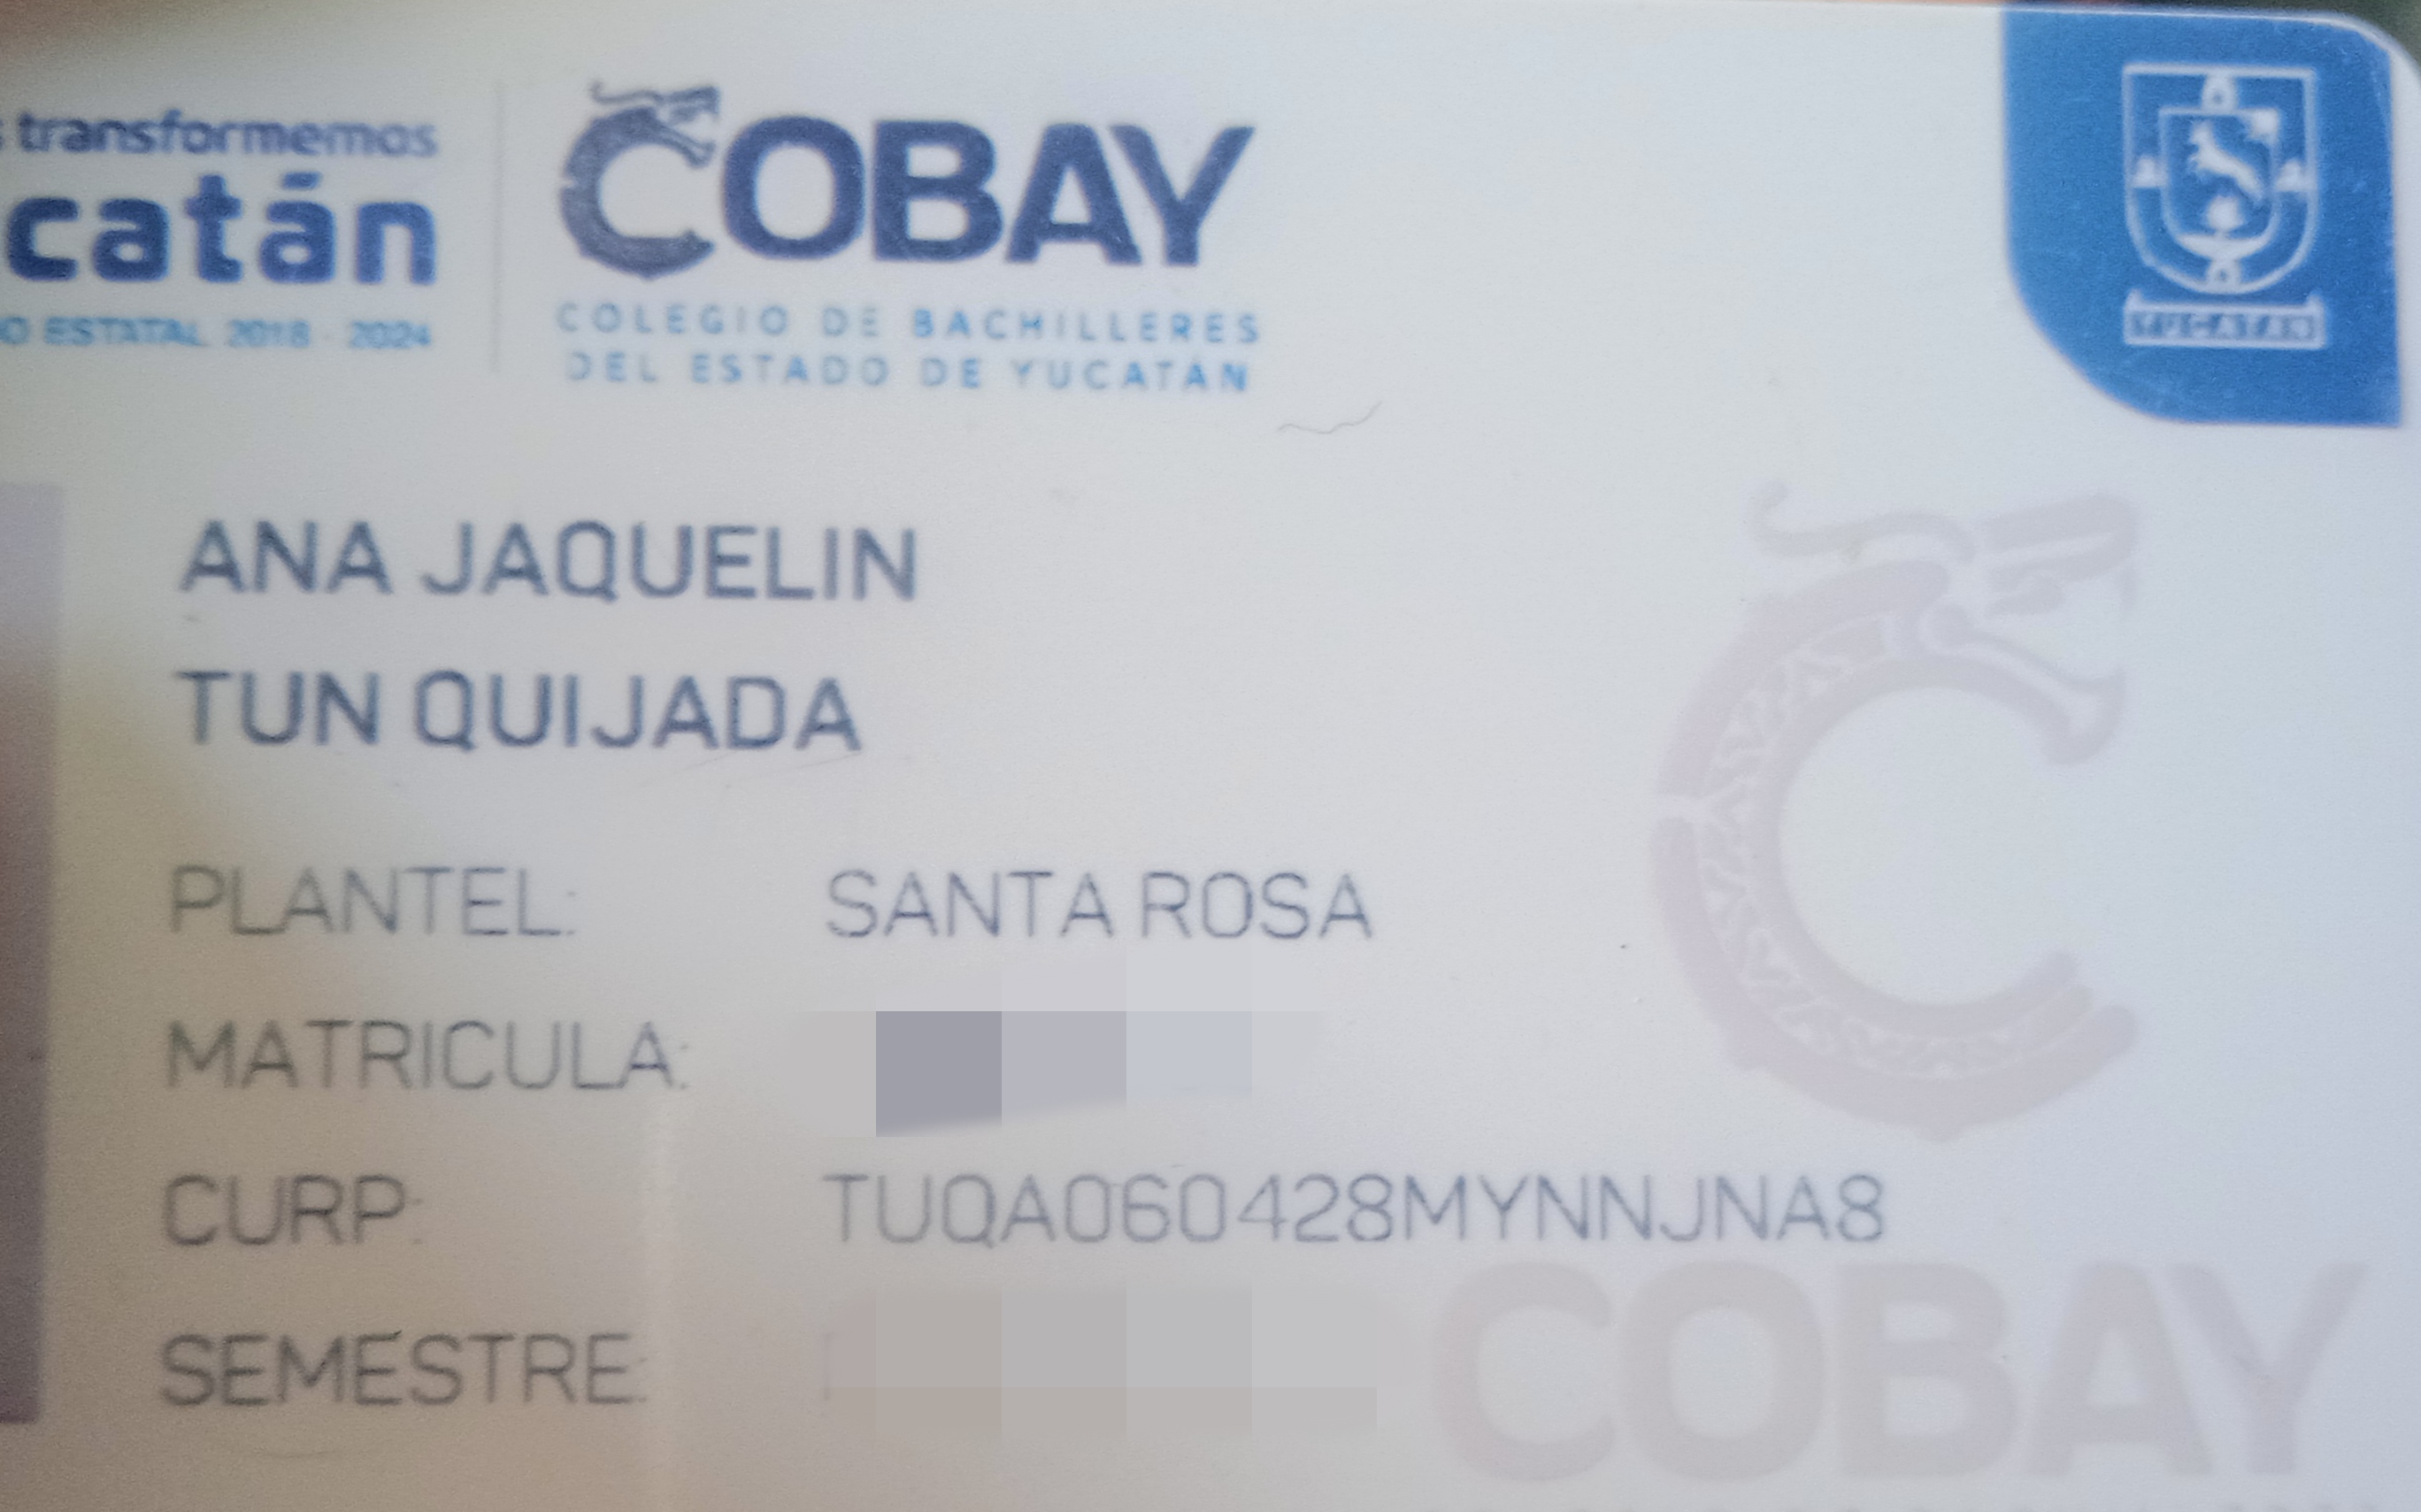 transformemos
catán
O ESTATAL 2018 - 2024
COBAY
COLEGIO DE BACHILLERES
DEL ESTADO DE YUCATÁN
YUCATÁN
ANA JAQUELIN
TUN QUIJADA
PLANTEL: SANTA ROSA
MATRICULA:
CURP: TUQA060428MYNNJNA8
SEMESTRE:
COBAY